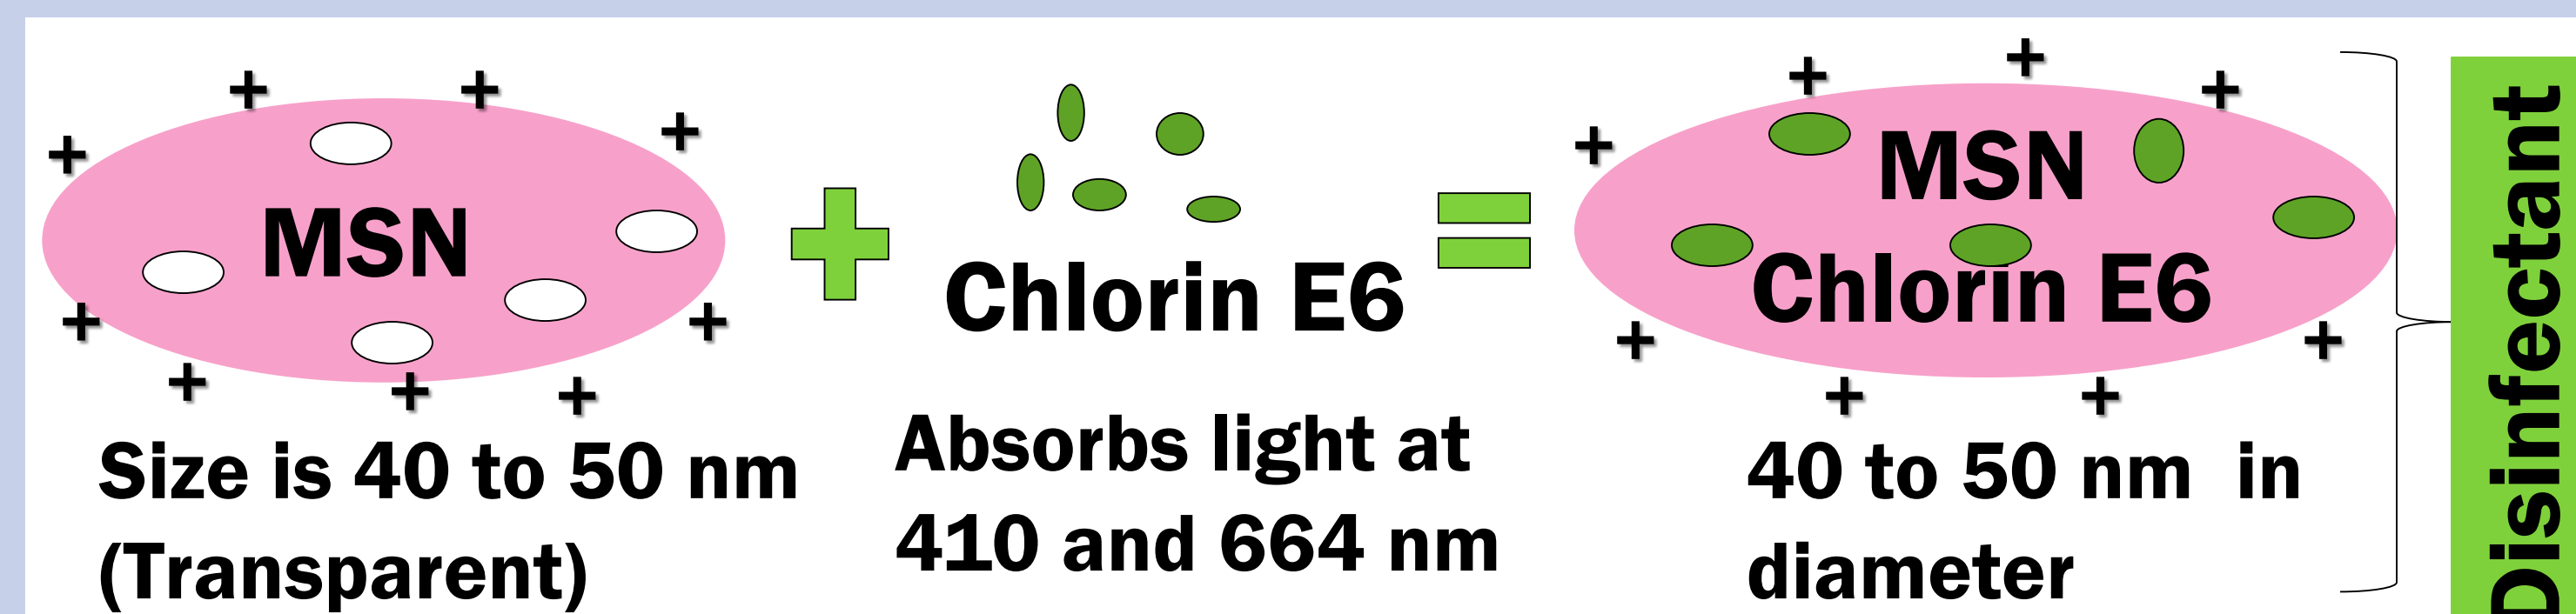 MSN
Size is 40 to 50 nm
(Transparent)
Chlorin E6
Absorbs light at
410 and 664 nm
MSN
Chlorin E6
40 to 50 nm in
diameter
Disinfectant